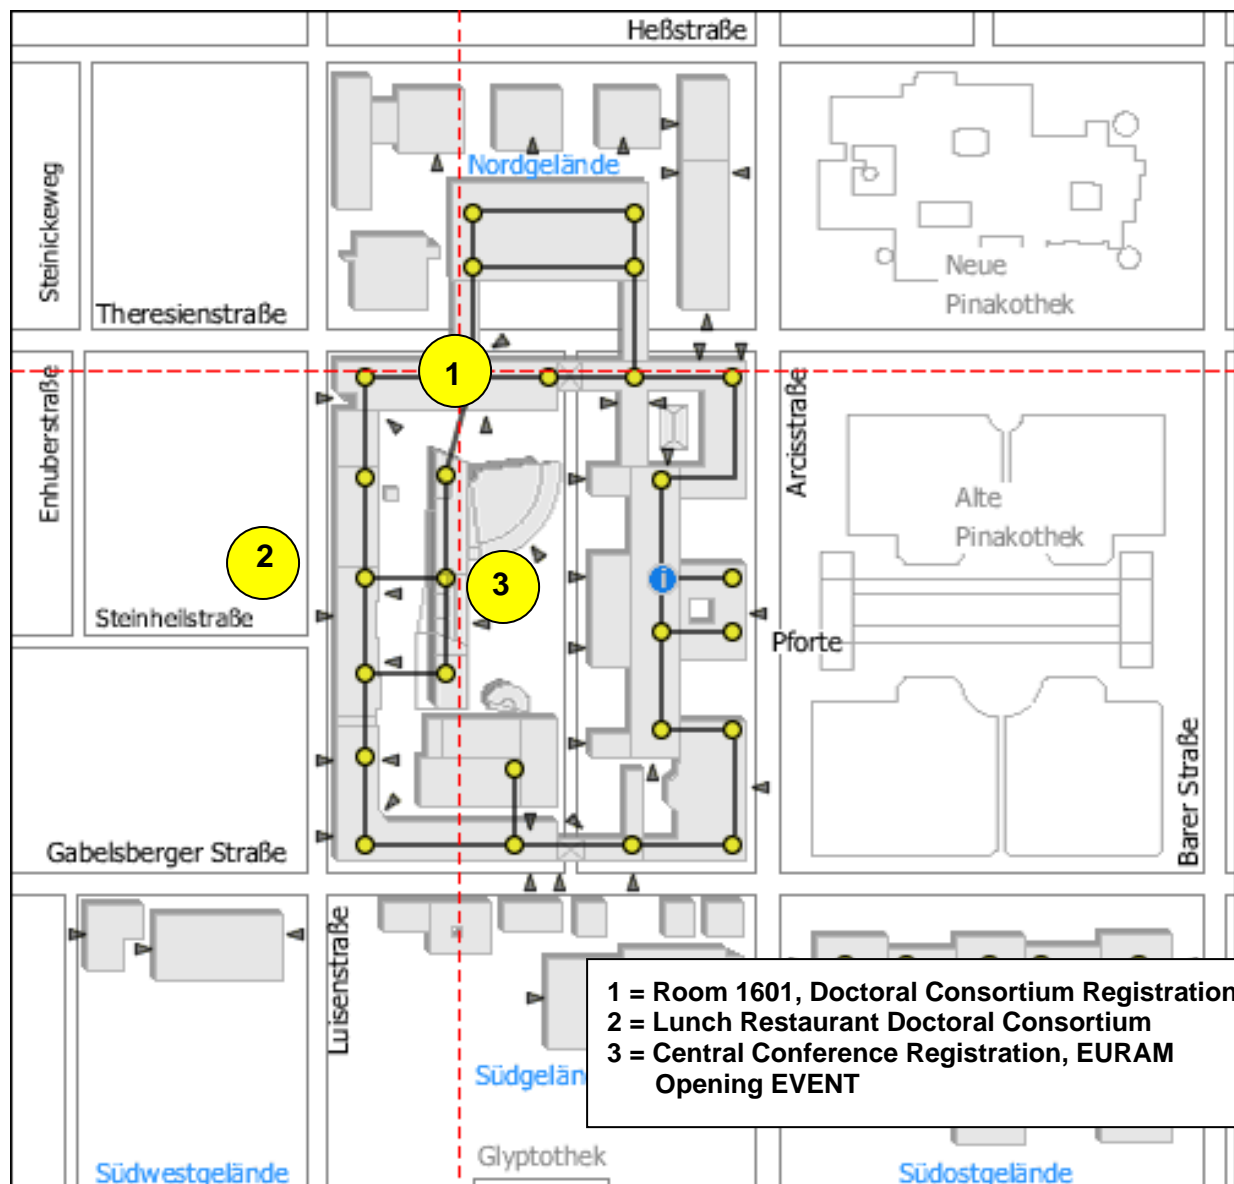 Heßstraße
Nordgelände
Steinickeweg
Neue
Pinakothek
Theresienstraße
1
Enhuberstraße
Arcisstraße
Alte
Pinakothek
2
3
i
Steinheilstraße
Pforte
Barer Straße
Gabelsberger Straße
Luisenstraße
1 = Room 1601, Doctoral Consortium Registration
2 = Lunch Restaurant Doctoral Consortium
3 = Central Conference Registration, EURAM
Opening EVENT
Südgelän
Glyptothek
Südwestgelände
Südostgelände